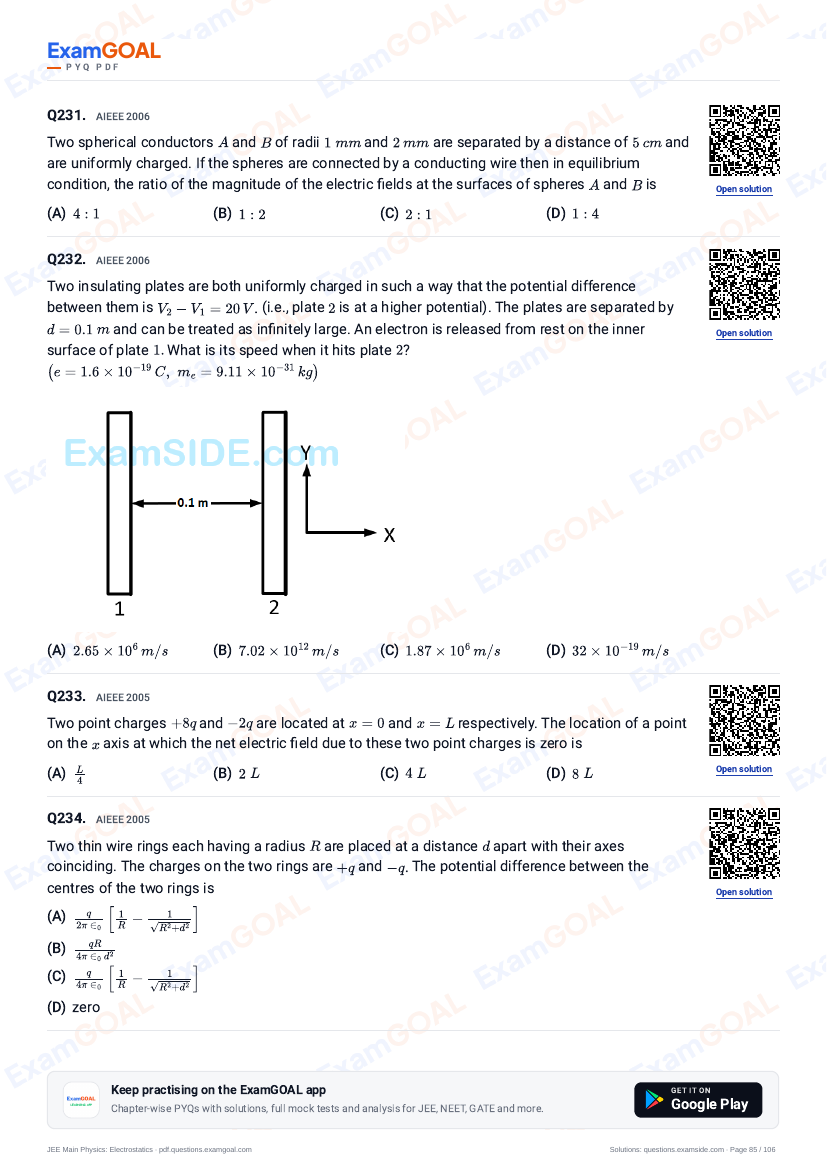 ExamGOAL
PYQ PDF
Q231. AIEEE 2006
Two spherical conductors A and B of radii 1 mm and 2 mm are separated by a distance of 5 cm and
are uniformly charged. If the spheres are connected by a conducting wire then in equilibrium
condition, the ratio of the magnitude of the electric fields at the surfaces of spheres A and B is
Open solution
(A) 4 : 1 (B) 1 : 2 (C) 2 : 1 (D) 1 : 4
Q232. AIEEE 2006
Two insulating plates are both uniformly charged in such a way that the potential difference
between them is V₂ − V₁ = 20 V. (i.e., plate 2 is at a higher potential). The plates are separated by
d = 0.1 m and can be treated as infinitely large. An electron is released from rest on the inner
surface of plate 1. What is its speed when it hits plate 2?
(e = 1.6 × 10⁻¹⁹ C, mₑ = 9.11 × 10⁻³¹ kg)
Open solution
ExamSIDE.com
Y
0.1 m
X
1 2
(A) 2.65 × 10⁶ m/s (B) 7.02 × 10¹² m/s (C) 1.87 × 10⁶ m/s (D) 32 × 10⁻¹⁹ m/s
Q233. AIEEE 2005
Two point charges +8q and −2q are located at x = 0 and x = L respectively. The location of a point
on the x axis at which the net electric field due to these two point charges is zero is
Open solution
(A) L/4 (B) 2 L (C) 4 L (D) 8 L
Q234. AIEEE 2005
Two thin wire rings each having a radius R are placed at a distance d apart with their axes
coinciding. The charges on the two rings are +q and −q. The potential difference between the
centres of the two rings is
Open solution
(A) q/(2π ∈₀) [1/R − 1/√(R²+d²)]
(B) qR/(4π ∈₀ d²)
(C) q/(4π ∈₀) [1/R − 1/√(R²+d²)]
(D) zero
Keep practising on the ExamGOAL app
Chapter-wise PYQs with solutions, full mock tests and analysis for JEE, NEET, GATE and more.
GET IT ON
Google Play
JEE Main Physics: Electrostatics · pdf.questions.examgoal.com Solutions: questions.examside.com · Page 85 / 106